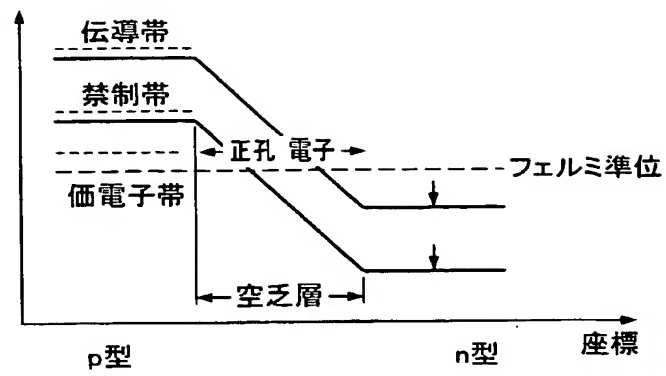 伝導帯
禁制帯
正孔 電子
フェルミ準位
価電子帯
空乏層
座標
p型
n型